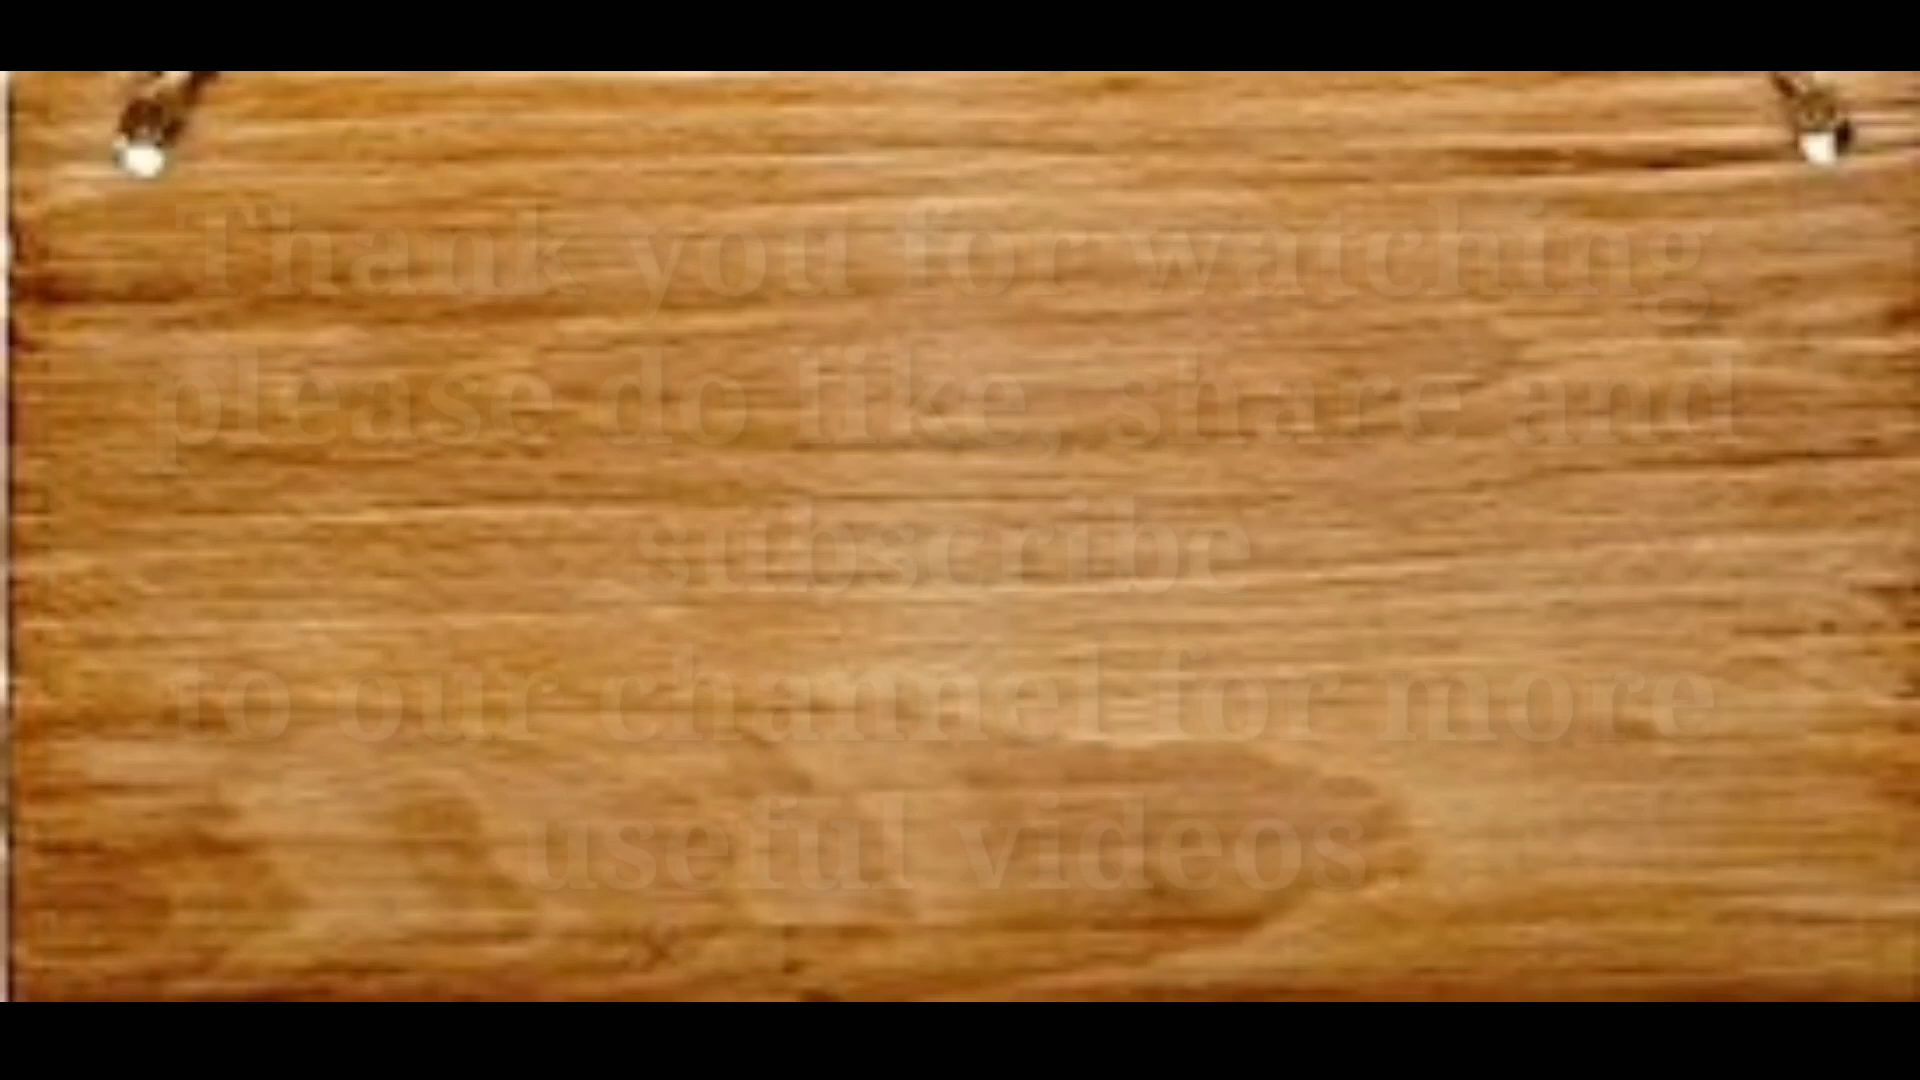 Thank you for watching
please do like, share and
subscribe
to our channel for more
useful videos